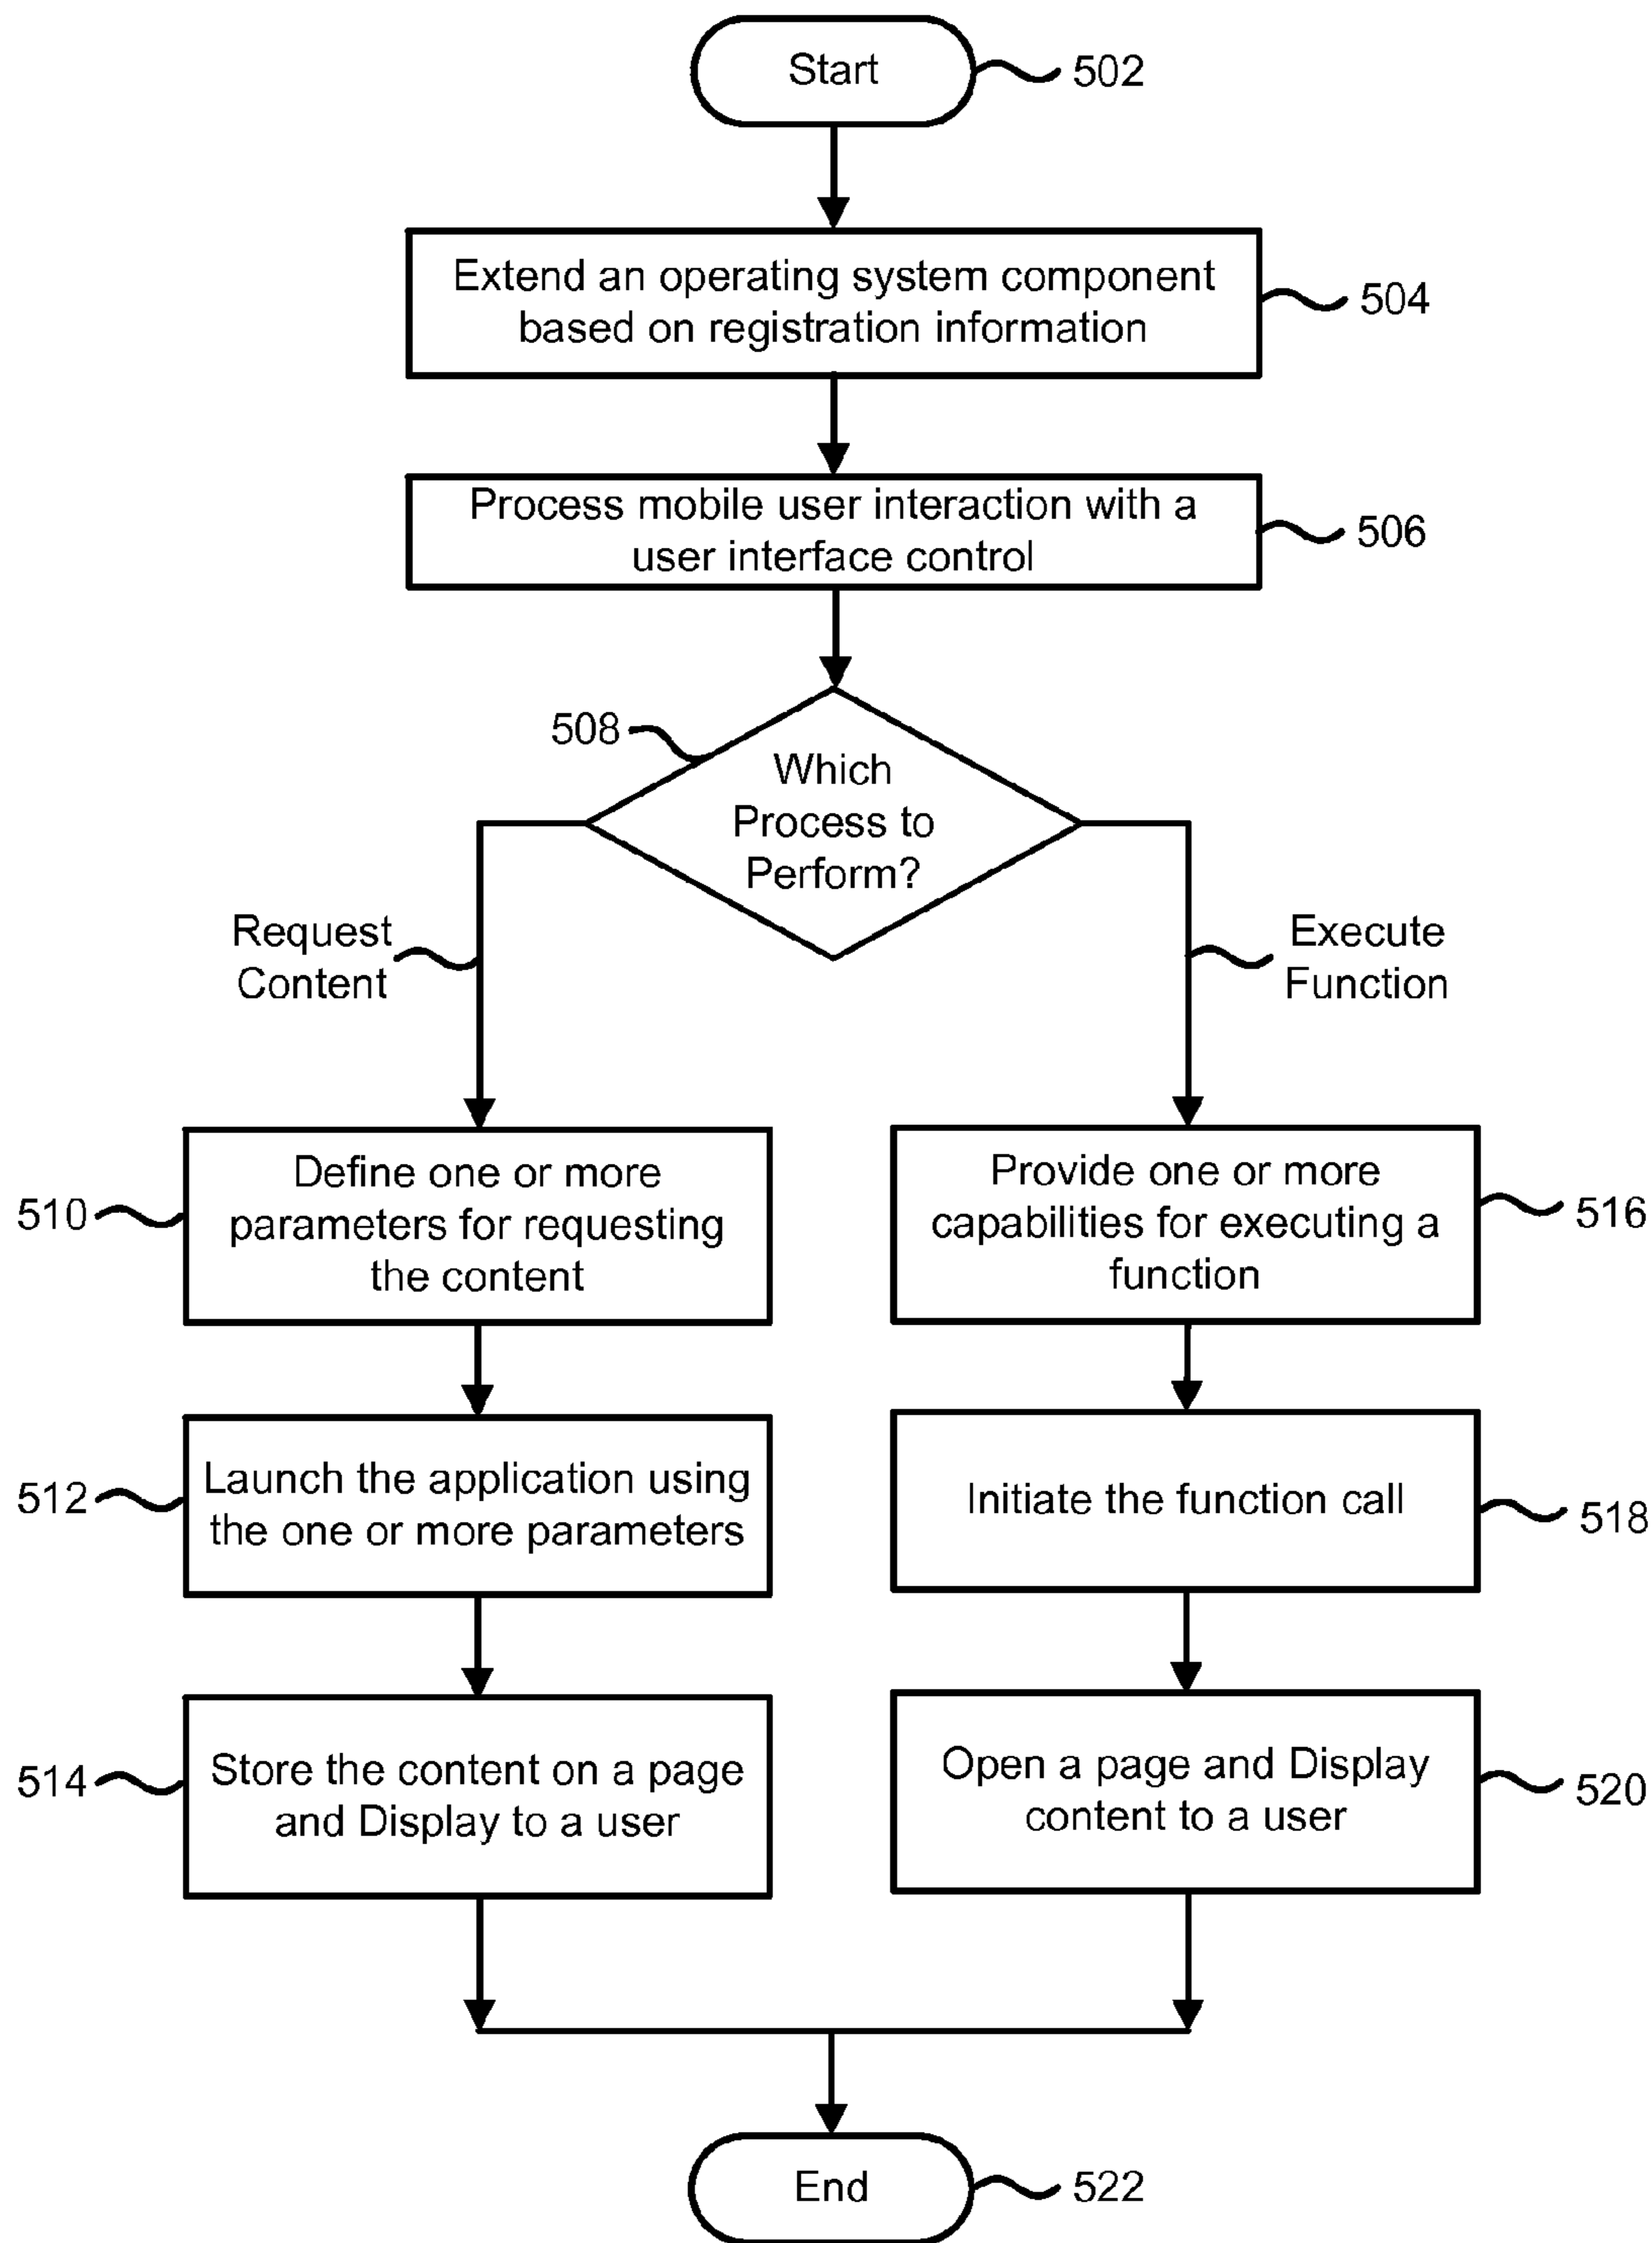 Start
502
Extend an operating system component
based on registration information
504
Process mobile user interaction with a
user interface control
506
508
Which
Process to
Perform?
Request
Content
Execute
Function
510
Define one or more
parameters for requesting
the content
Provide one or more
capabilities for executing a
function
516
512
Launch the application using
the one or more parameters
Initiate the function call
518
514
Store the content on a page
and Display to a user
Open a page and Display
content to a user
520
End
522